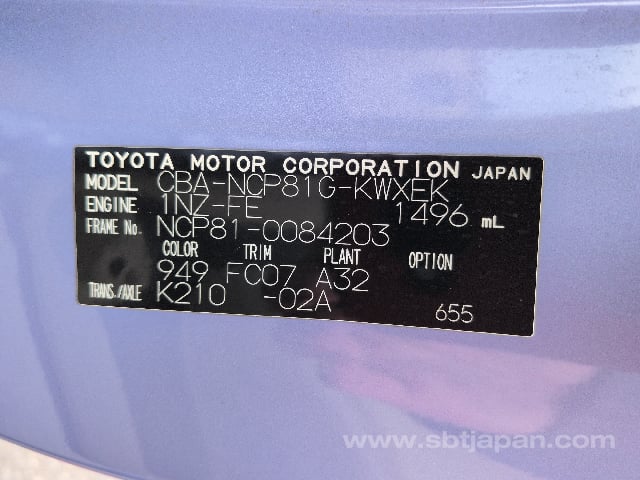 TOYOTA MOTOR CORPORATION JAPAN
MODEL CBA-NCP81G-KWXEK
ENGINE 1NZ-FE 1496 mL
FRAME No. NCP81-0084203
COLOR TRIM PLANT OPTION
949 FC07 A32
TRANS./AXLE K210 -02A
655
www.sbtjapan.com